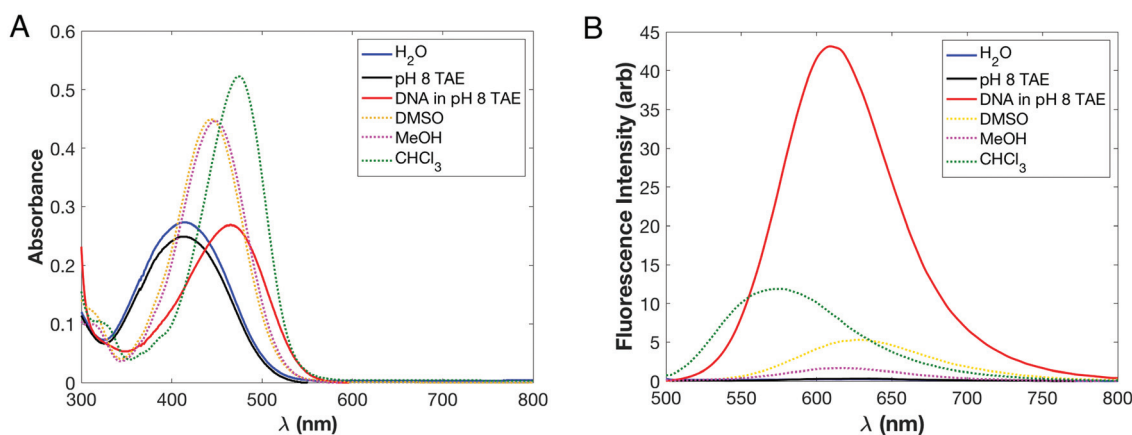 A
0.6
0.5
0.4
0.3
0.2
0.1
0
Absorbance
300 400 500 600 700 800
λ (nm)
H₂O
pH 8 TAE
DNA in pH 8 TAE
DMSO
MeOH
CHCl₃
B
45
40
35
30
25
20
15
10
5
0
Fluorescence Intensity (arb)
500 550 600 650 700 750 800
λ (nm)
H₂O
pH 8 TAE
DNA in pH 8 TAE
DMSO
MeOH
CHCl₃